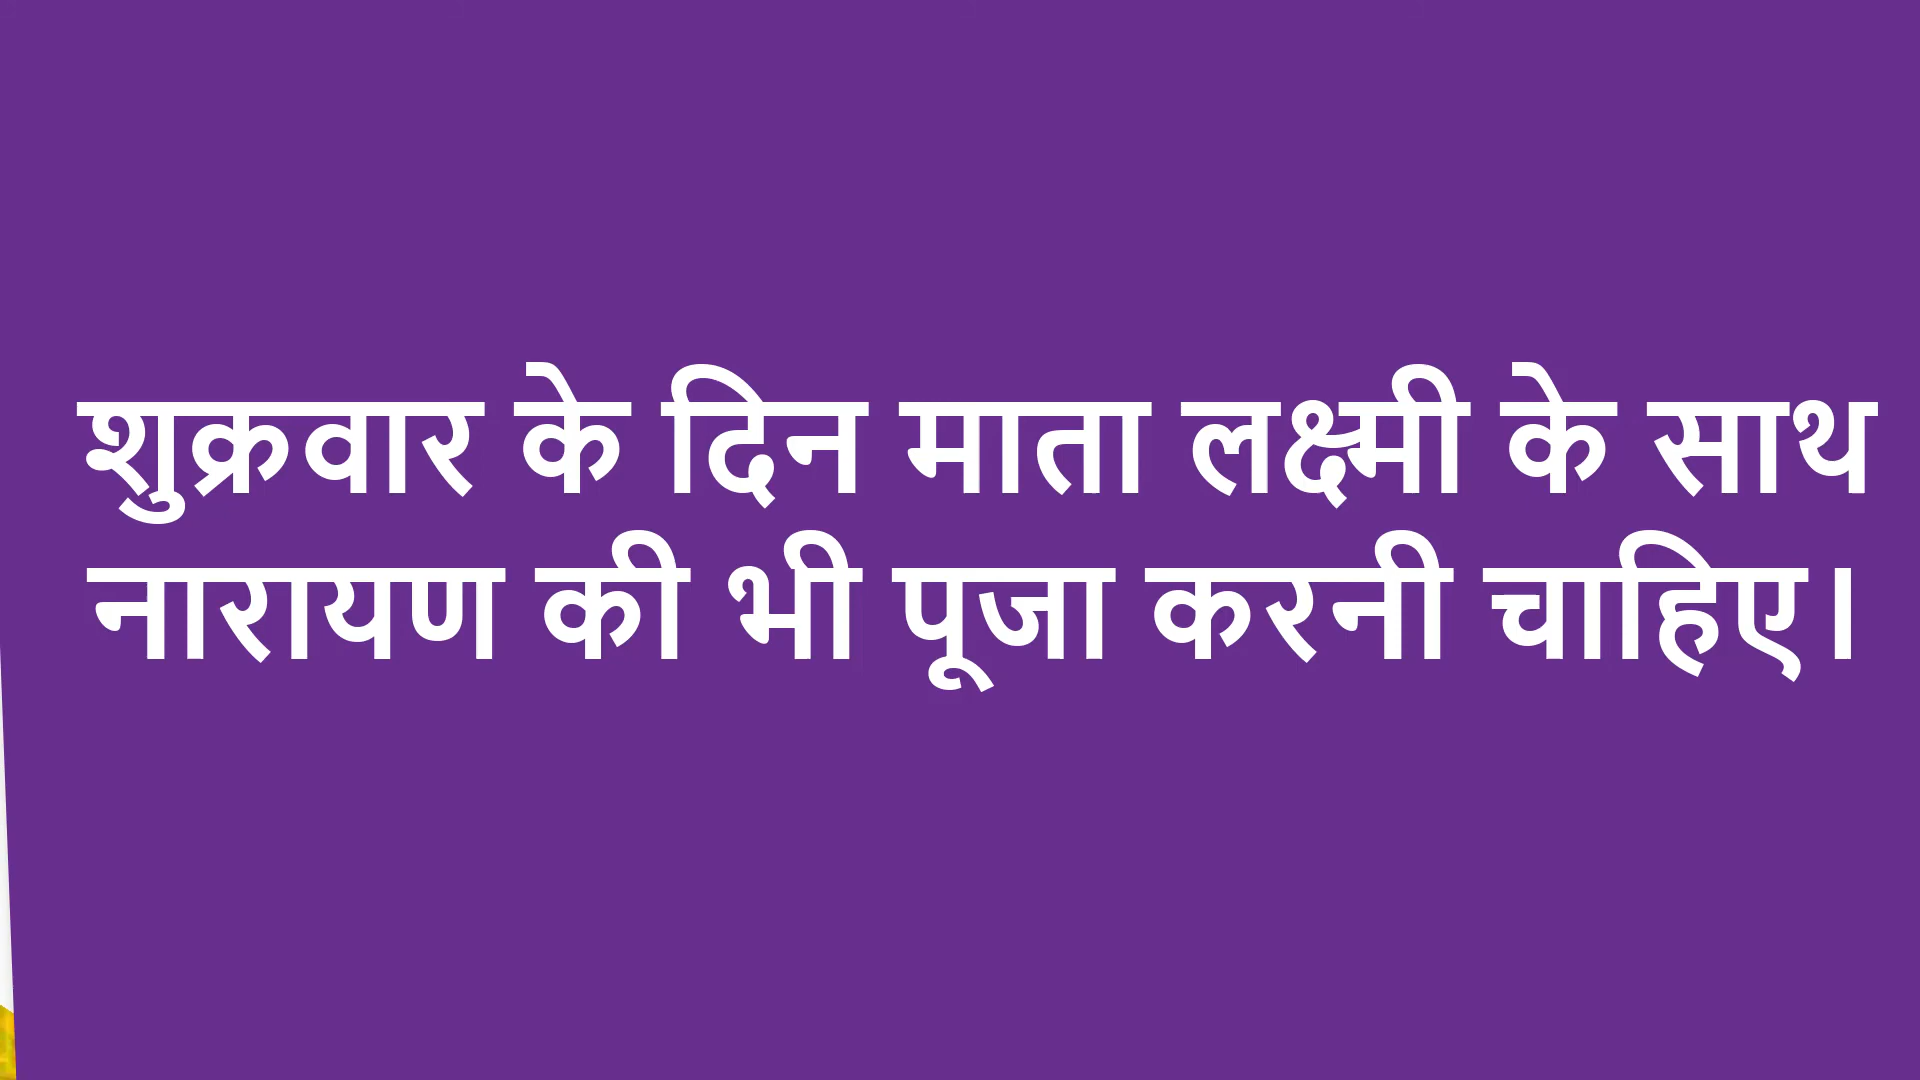 शुक्रवार के दिन माता लक्ष्मी के साथ
नारायण की भी पूजा करनी चाहिए।